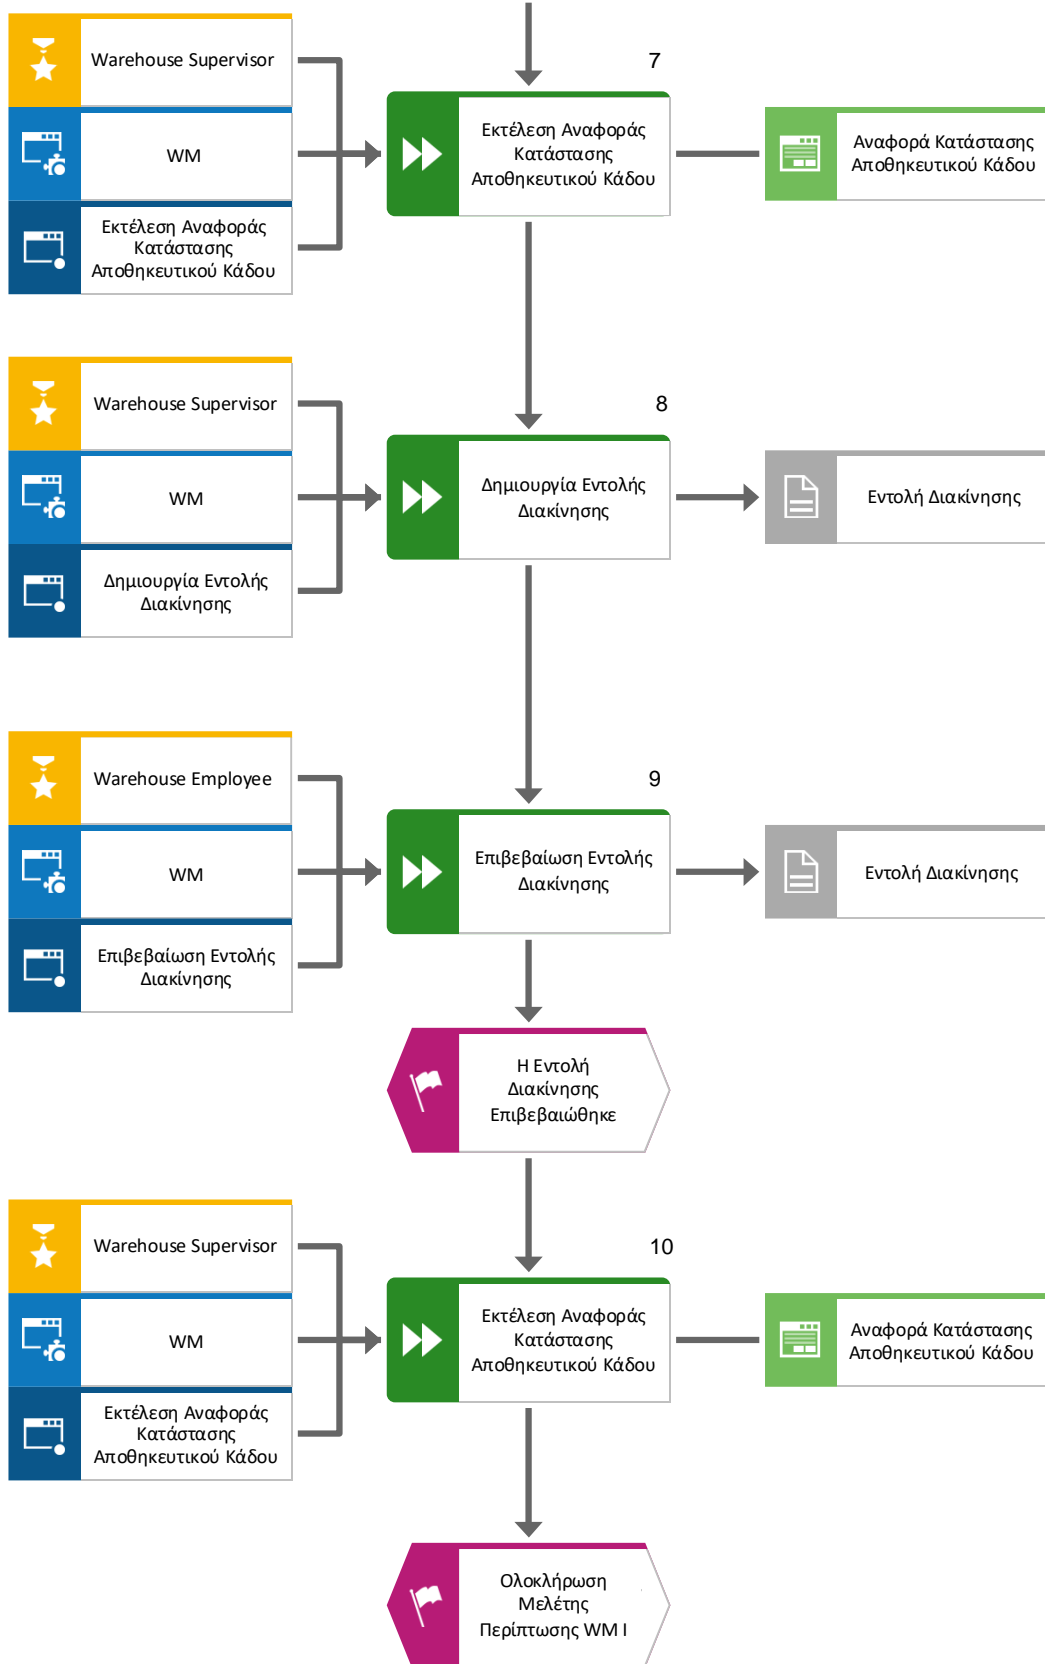 7
Warehouse Supervisor
WM
Εκτέλεση Αναφοράς
Κατάστασης
Αποθηκευτικού Κάδου
Εκτέλεση Αναφοράς
Κατάστασης
Αποθηκευτικού Κάδου
Αναφορά Κατάστασης
Αποθηκευτικού Κάδου
8
Warehouse Supervisor
WM
Δημιουργία Εντολής
Διακίνησης
Δημιουργία Εντολής
Διακίνησης
Εντολή Διακίνησης
9
Warehouse Employee
WM
Επιβεβαίωση Εντολής
Διακίνησης
Επιβεβαίωση Εντολής
Διακίνησης
Εντολή Διακίνησης
Η Εντολή
Διακίνησης
Επιβεβαιώθηκε
10
Warehouse Supervisor
WM
Εκτέλεση Αναφοράς
Κατάστασης
Αποθηκευτικού Κάδου
Εκτέλεση Αναφοράς
Κατάστασης
Αποθηκευτικού Κάδου
Αναφορά Κατάστασης
Αποθηκευτικού Κάδου
Ολοκλήρωση
Μελέτης
Περίπτωσης WM I